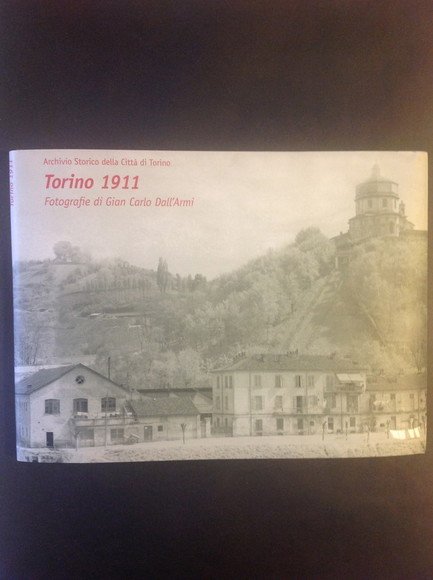 Archivio Storico della Città di Torino
Torino 1911
Fotografie di Gian Carlo Dall'Armi